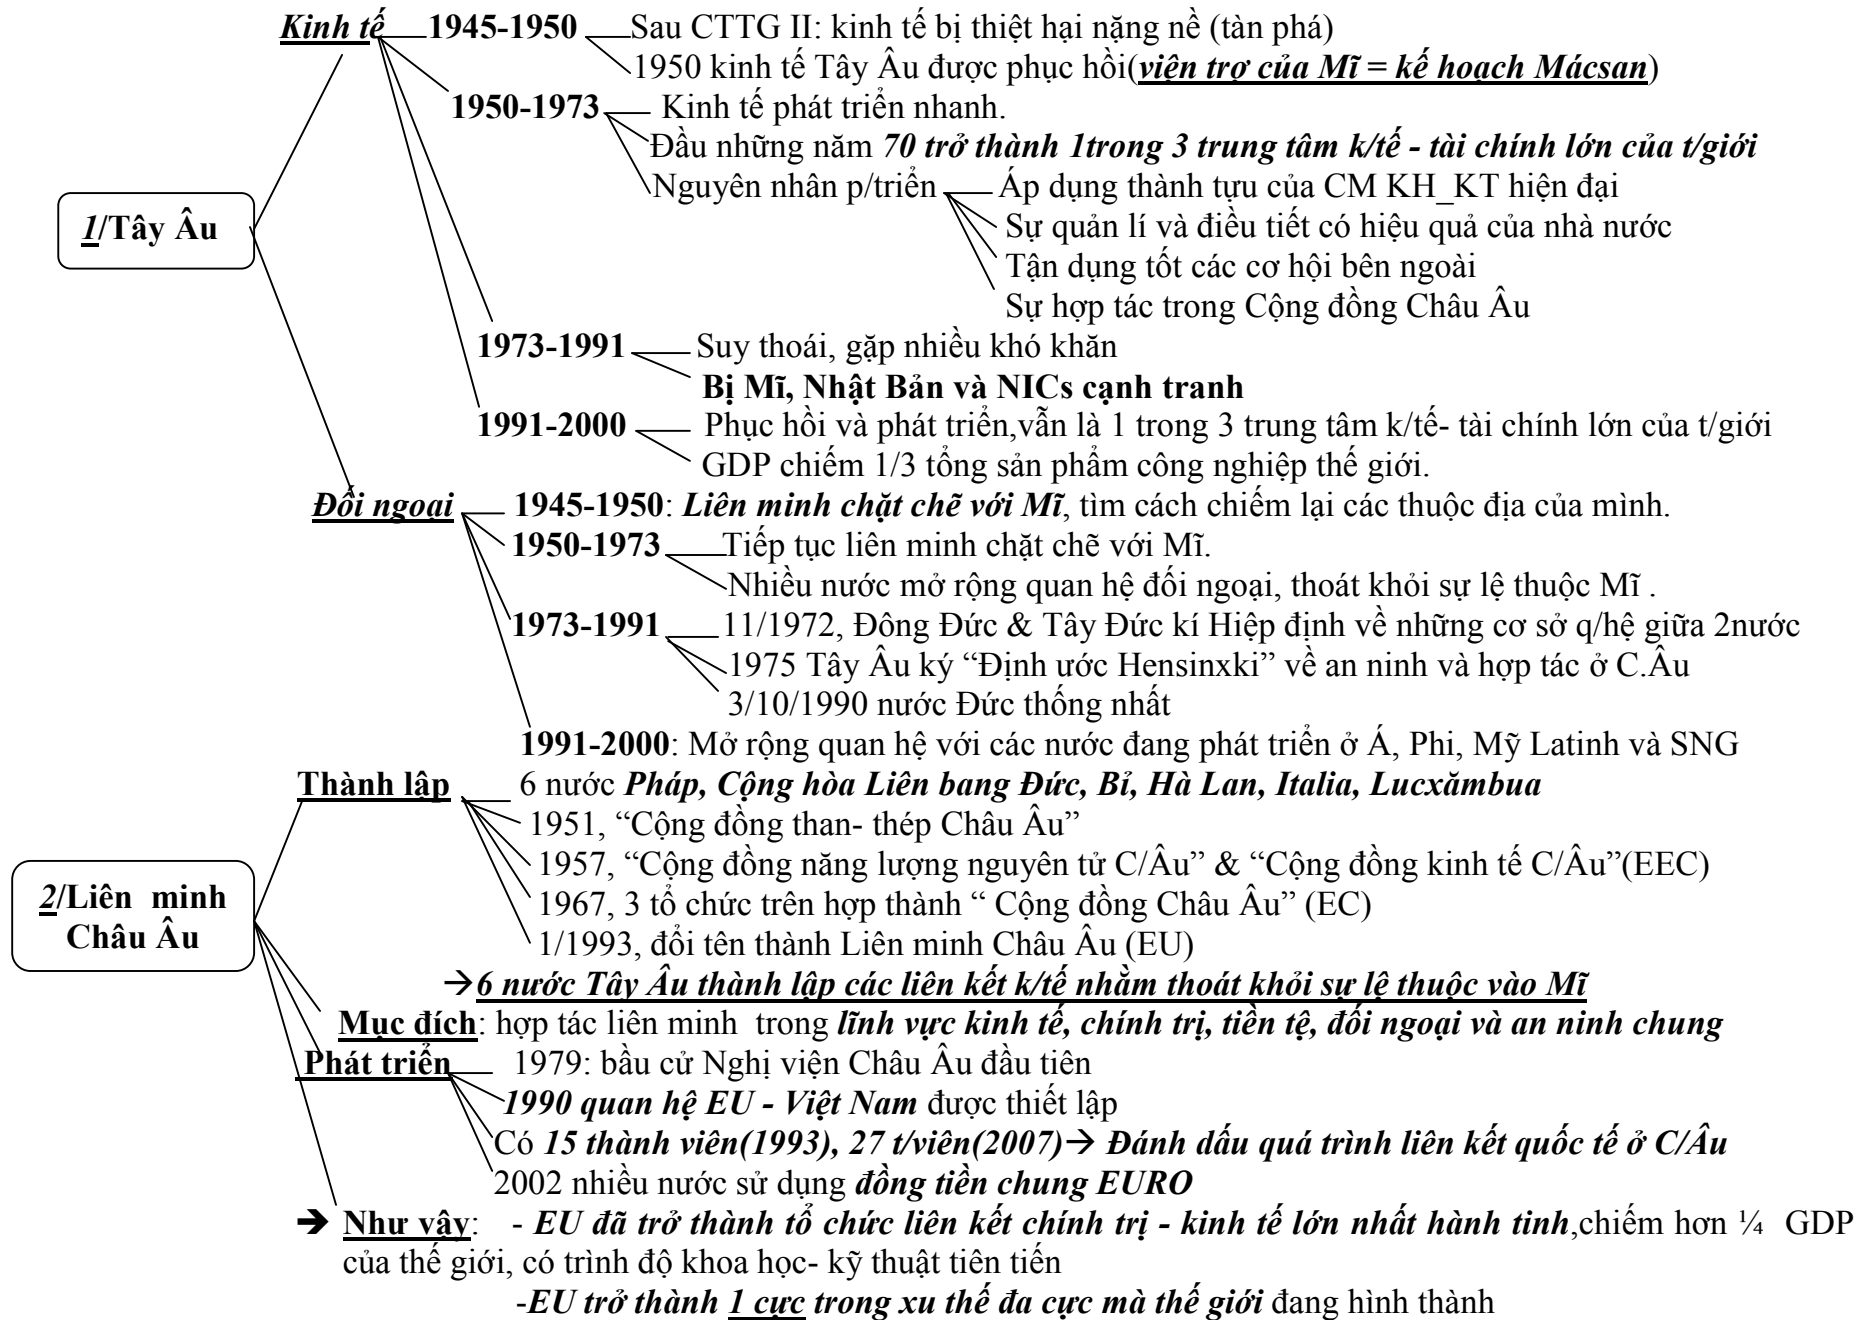 Kinh tế 1945-1950 Sau CTTG II: kinh tế bị thiệt hại nặng nề (tàn phá)
1950 kinh tế Tây Âu được phục hồi(viện trợ của Mĩ = kế hoạch Mácsan)
1950-1973 Kinh tế phát triển nhanh.
Đầu những năm 70 trở thành 1trong 3 trung tâm k/tế - tài chính lớn của t/giới
Nguyên nhân p/triển Áp dụng thành tựu của CM KH_KT hiện đại
1/Tây Âu Sự quản lí và điều tiết có hiệu quả của nhà nước
Tận dụng tốt các cơ hội bên ngoài
Sự hợp tác trong Cộng đồng Châu Âu
1973-1991 Suy thoái, gặp nhiều khó khăn
Bị Mĩ, Nhật Bản và NICs cạnh tranh
1991-2000 Phục hồi và phát triển,vẫn là 1 trong 3 trung tâm k/tế- tài chính lớn của t/giới
GDP chiếm 1/3 tổng sản phẩm công nghiệp thế giới.
Đối ngoại 1945-1950: Liên minh chặt chẽ với Mĩ, tìm cách chiếm lại các thuộc địa của mình.
1950-1973 Tiếp tục liên minh chặt chẽ với Mĩ.
Nhiều nước mở rộng quan hệ đối ngoại, thoát khỏi sự lệ thuộc Mĩ .
1973-1991 11/1972, Đông Đức & Tây Đức kí Hiệp định về những cơ sở q/hệ giữa 2nước
1975 Tây Âu ký “Định ước Hensinxki” về an ninh và hợp tác ở C.Âu
3/10/1990 nước Đức thống nhất
1991-2000: Mở rộng quan hệ với các nước đang phát triển ở Á, Phi, Mỹ Latinh và SNG
Thành lập 6 nước Pháp, Cộng hòa Liên bang Đức, Bỉ, Hà Lan, Italia, Lucxămbua
1951, “Cộng đồng than- thép Châu Âu”
1957, “Cộng đồng năng lượng nguyên tử C/Âu” & “Cộng đồng kinh tế C/Âu”(EEC)
2/Liên minh
Châu Âu
1967, 3 tổ chức trên hợp thành “ Cộng đồng Châu Âu” (EC)
1/1993, đổi tên thành Liên minh Châu Âu (EU)
→6 nước Tây Âu thành lập các liên kết k/tế nhằm thoát khỏi sự lệ thuộc vào Mĩ
Mục đích: hợp tác liên minh trong lĩnh vực kinh tế, chính trị, tiền tệ, đối ngoại và an ninh chung
Phát triển 1979: bầu cử Nghị viện Châu Âu đầu tiên
1990 quan hệ EU - Việt Nam được thiết lập
Có 15 thành viên(1993), 27 t/viên(2007)→ Đánh dấu quá trình liên kết quốc tế ở C/Âu
2002 nhiều nước sử dụng đồng tiền chung EURO
➔ Như vậy: - EU đã trở thành tổ chức liên kết chính trị - kinh tế lớn nhất hành tinh,chiếm hơn ¼ GDP
của thế giới, có trình độ khoa học- kỹ thuật tiên tiến
-EU trở thành 1 cực trong xu thế đa cực mà thế giới đang hình thành